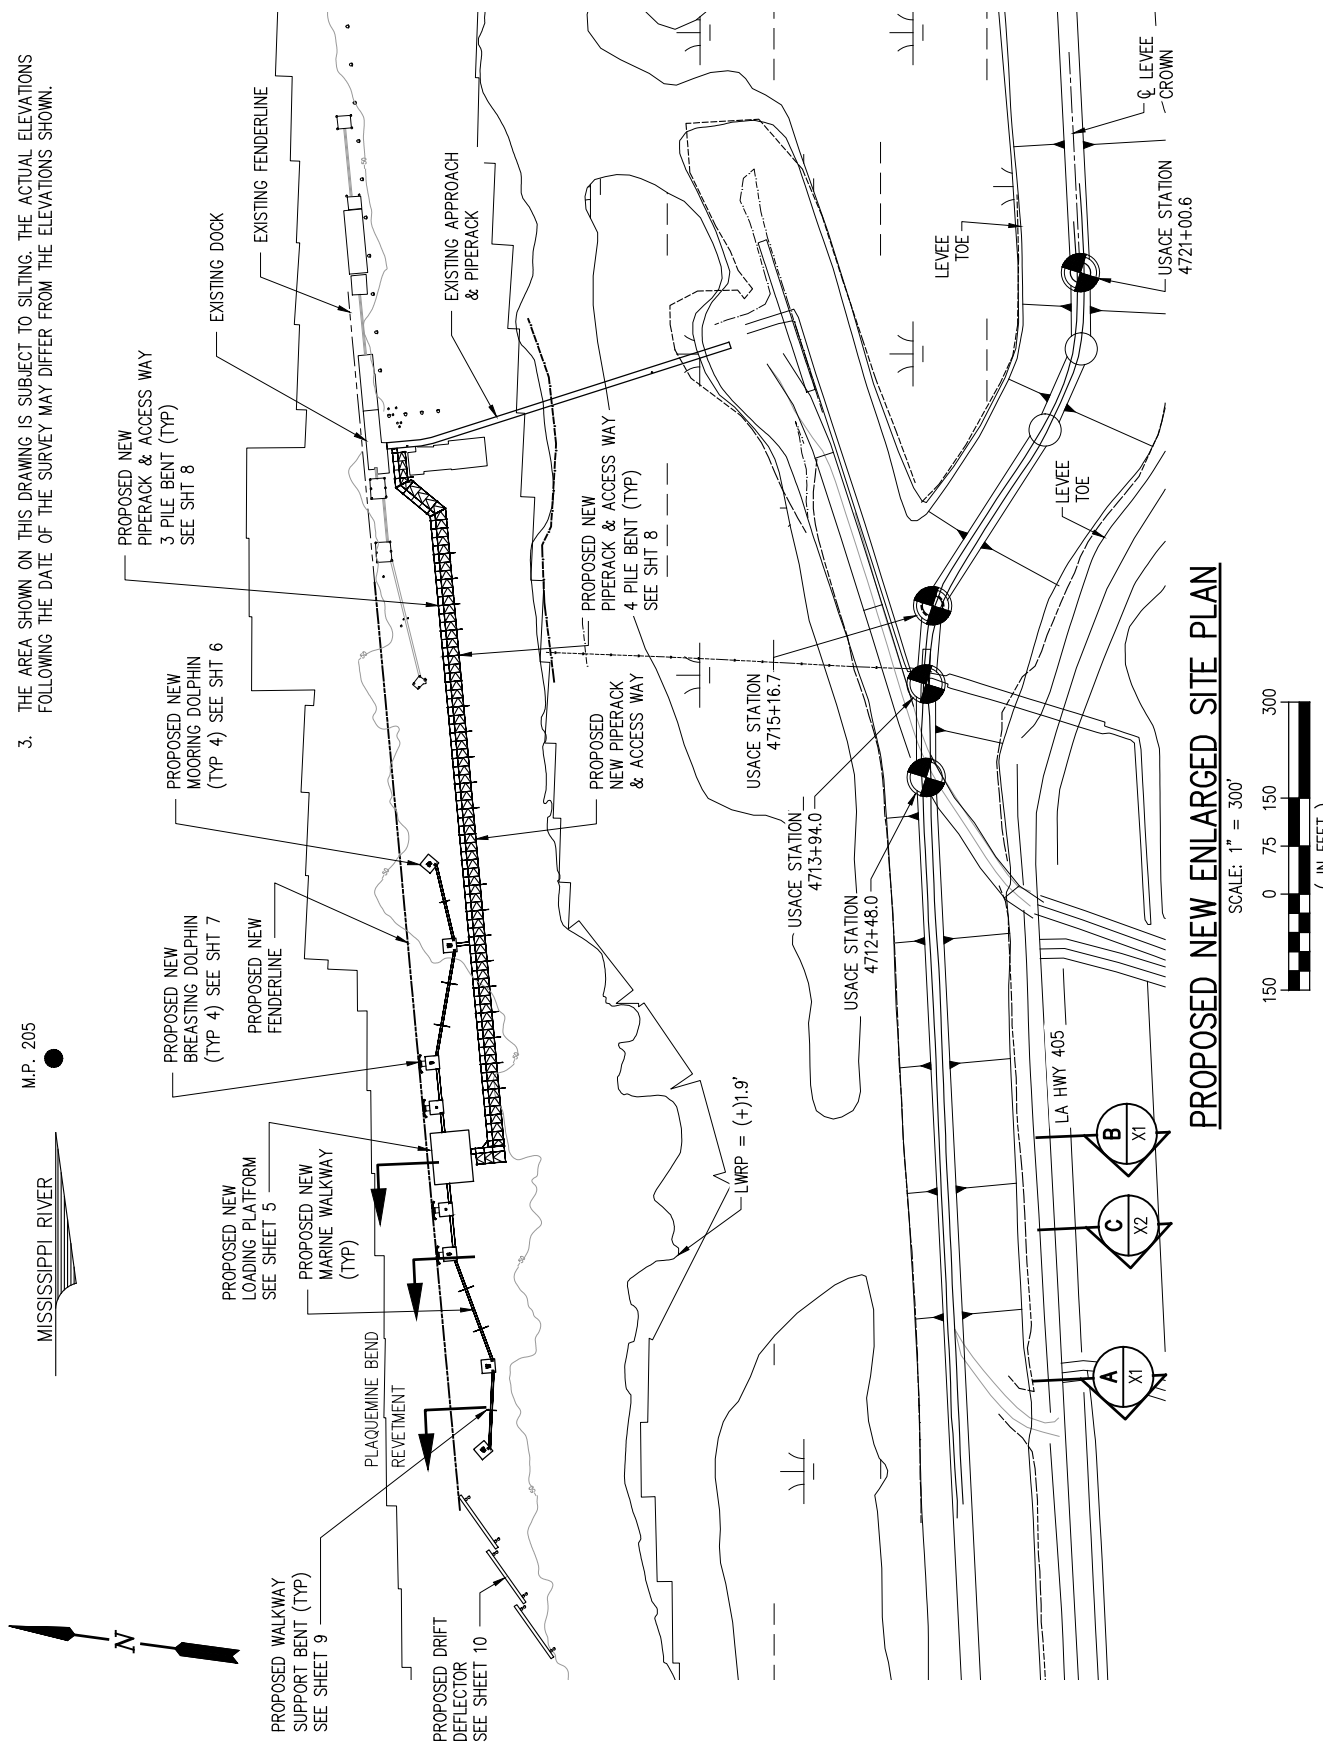 3. THE AREA SHOWN ON THIS DRAWING IS SUBJECT TO SILTING. THE ACTUAL ELEVATIONS
FOLLOWING THE DATE OF THE SURVEY MAY DIFFER FROM THE ELEVATIONS SHOWN.
MISSISSIPPI RIVER
M.P. 205
N
PROPOSED WALKWAY
SUPPORT BENT (TYP)
SEE SHEET 9
PROPOSED DRIFT
DEFLECTOR
SEE SHEET 10
PLAQUEMINE BEND
REVETMENT
PROPOSED NEW
LOADING PLATFORM
SEE SHEET 5
PROPOSED NEW
MARINE WALKWAY
(TYP)
PROPOSED NEW
BREASTING DOLPHIN
(TYP 4) SEE SHT 7
PROPOSED NEW
FENDERLINE
PROPOSED NEW
MOORING DOLPHIN
(TYP 4) SEE SHT 6
PROPOSED NEW
PIPERACK & ACCESS WAY
3 PILE BENT (TYP)
SEE SHT 8
EXISTING DOCK
EXISTING FENDERLINE
EXISTING APPROACH
& PIPERACK
PROPOSED
NEW PIPERACK
& ACCESS WAY
PROPOSED NEW
PIPERACK & ACCESS WAY
4 PILE BENT (TYP)
SEE SHT 8
LWRP = (+)1.9'
USACE STATION
4712+48.0
USACE STATION
4713+94.0
USACE STATION
4715+16.7
LEVEE
TOE
LEVEE
TOE
USACE STATION
4721+00.6
℄ LEVEE
CROWN
LA HWY 405
A
X1
C
X2
B
X1
PROPOSED NEW ENLARGED SITE PLAN
SCALE: 1" = 300'
150 0 75 150 300
( IN FEET )